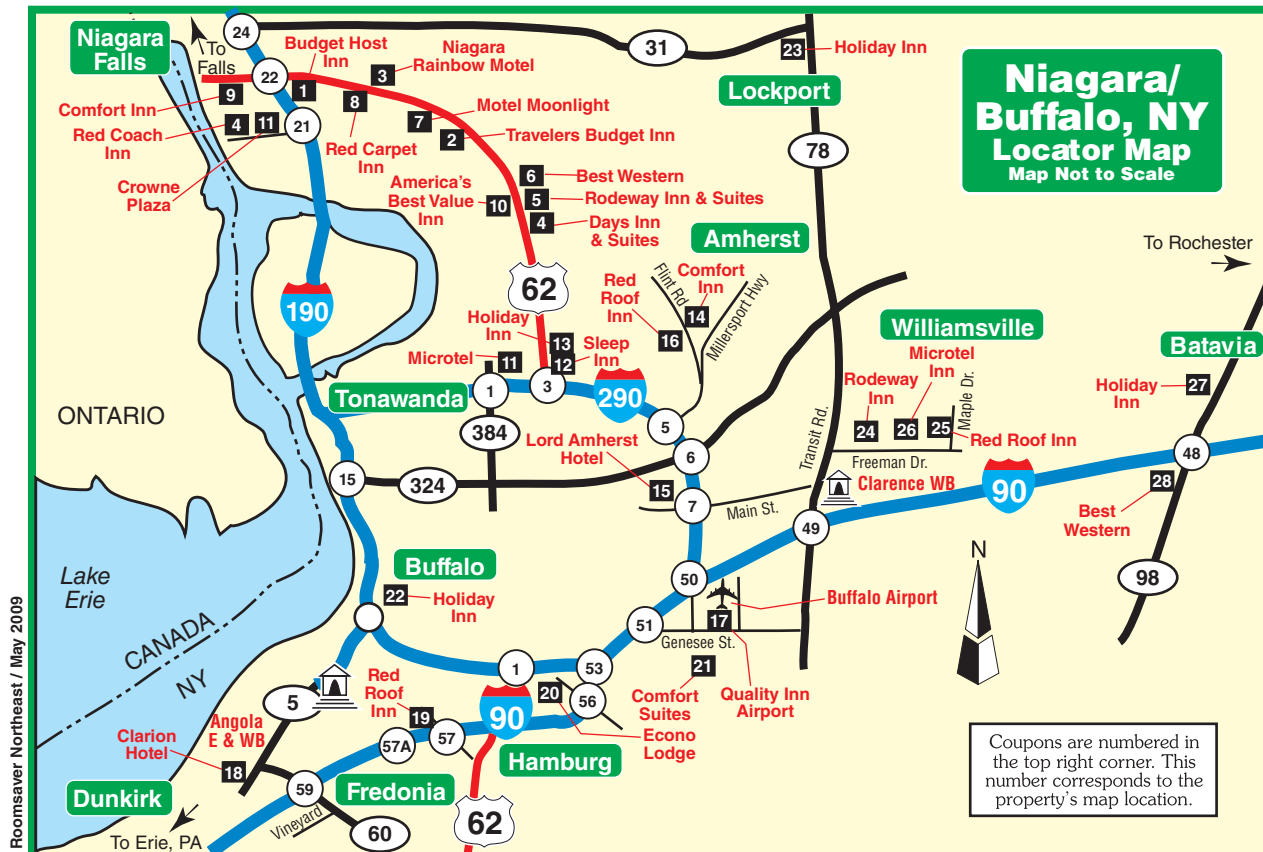 Niagara
Falls
To
Falls
24
31
23
Holiday Inn
Lockport
Niagara/
Buffalo, NY
Locator Map
Map Not to Scale
Budget Host
Inn
Niagara
Rainbow Motel
22
1
3
8
Comfort Inn
9
Red Coach
Inn
4
11
21
Crowne
Plaza
Red Carpet
Inn
7
Motel Moonlight
2
Travelers Budget Inn
78
6
Best Western
America's
Best Value
Inn
10
5
Rodeway Inn & Suites
4
Days Inn
& Suites
Amherst
To Rochester
62
190
Flint Rd
Comfort
Inn
Red
Roof
Inn
14
16
Millersport Hwy
Holiday
Inn
13
Sleep
Inn
12
Microtel
11
Williamsville
Microtel
Inn
Rodeway
Inn
Maple Dr.
24
26
25
Red Roof Inn
Freeman Dr.
Batavia
Holiday
Inn
27
Tonawanda
1
3
290
ONTARIO
384
5
Lord Amherst
Hotel
6
Transit Rd.
Clarence WB
90
48
15
324
15
7
Main St.
49
28
Best
Western
N
Lake
Erie
Buffalo
22
Holiday
Inn
50
Buffalo Airport
98
17
51
Genesee St.
CANADA
NY
1
53
21
Comfort
Suites
Quality Inn
Airport
Red
Roof
Inn
20
56
5
90
Econo
Lodge
Angola
E & WB
19
57
57A
Hamburg
Clarion
Hotel
18
59
Dunkirk
Fredonia
Vineyard
60
62
To Erie, PA
Coupons are numbered in
the top right corner. This
number corresponds to the
property's map location.
Roomsaver Northeast / May 2009